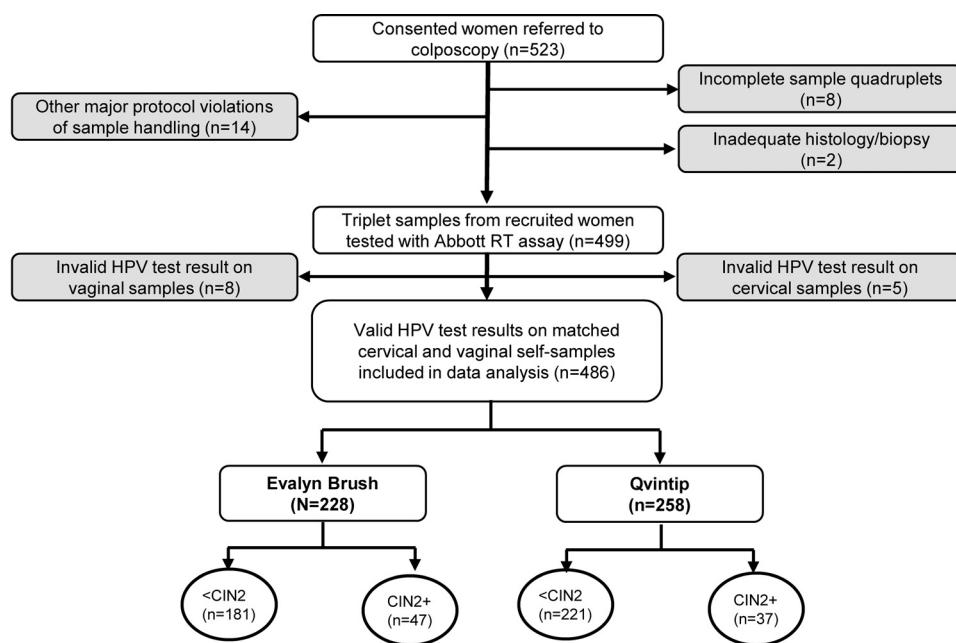 Consented women referred to
colposcopy (n=523)
Incomplete sample quadruplets
(n=8)
Other major protocol violations
of sample handling (n=14)
Inadequate histology/biopsy
(n=2)
Triplet samples from recruited women
tested with Abbott RT assay (n=499)
Invalid HPV test result on
vaginal samples (n=8)
Invalid HPV test result on
cervical samples (n=5)
Valid HPV test results on matched
cervical and vaginal self-samples
included in data analysis (n=486)
Evalyn Brush
(N=228)
Qvintip
(n=258)
<CIN2
(n=181)
CIN2+
(n=47)
<CIN2
(n=221)
CIN2+
(n=37)